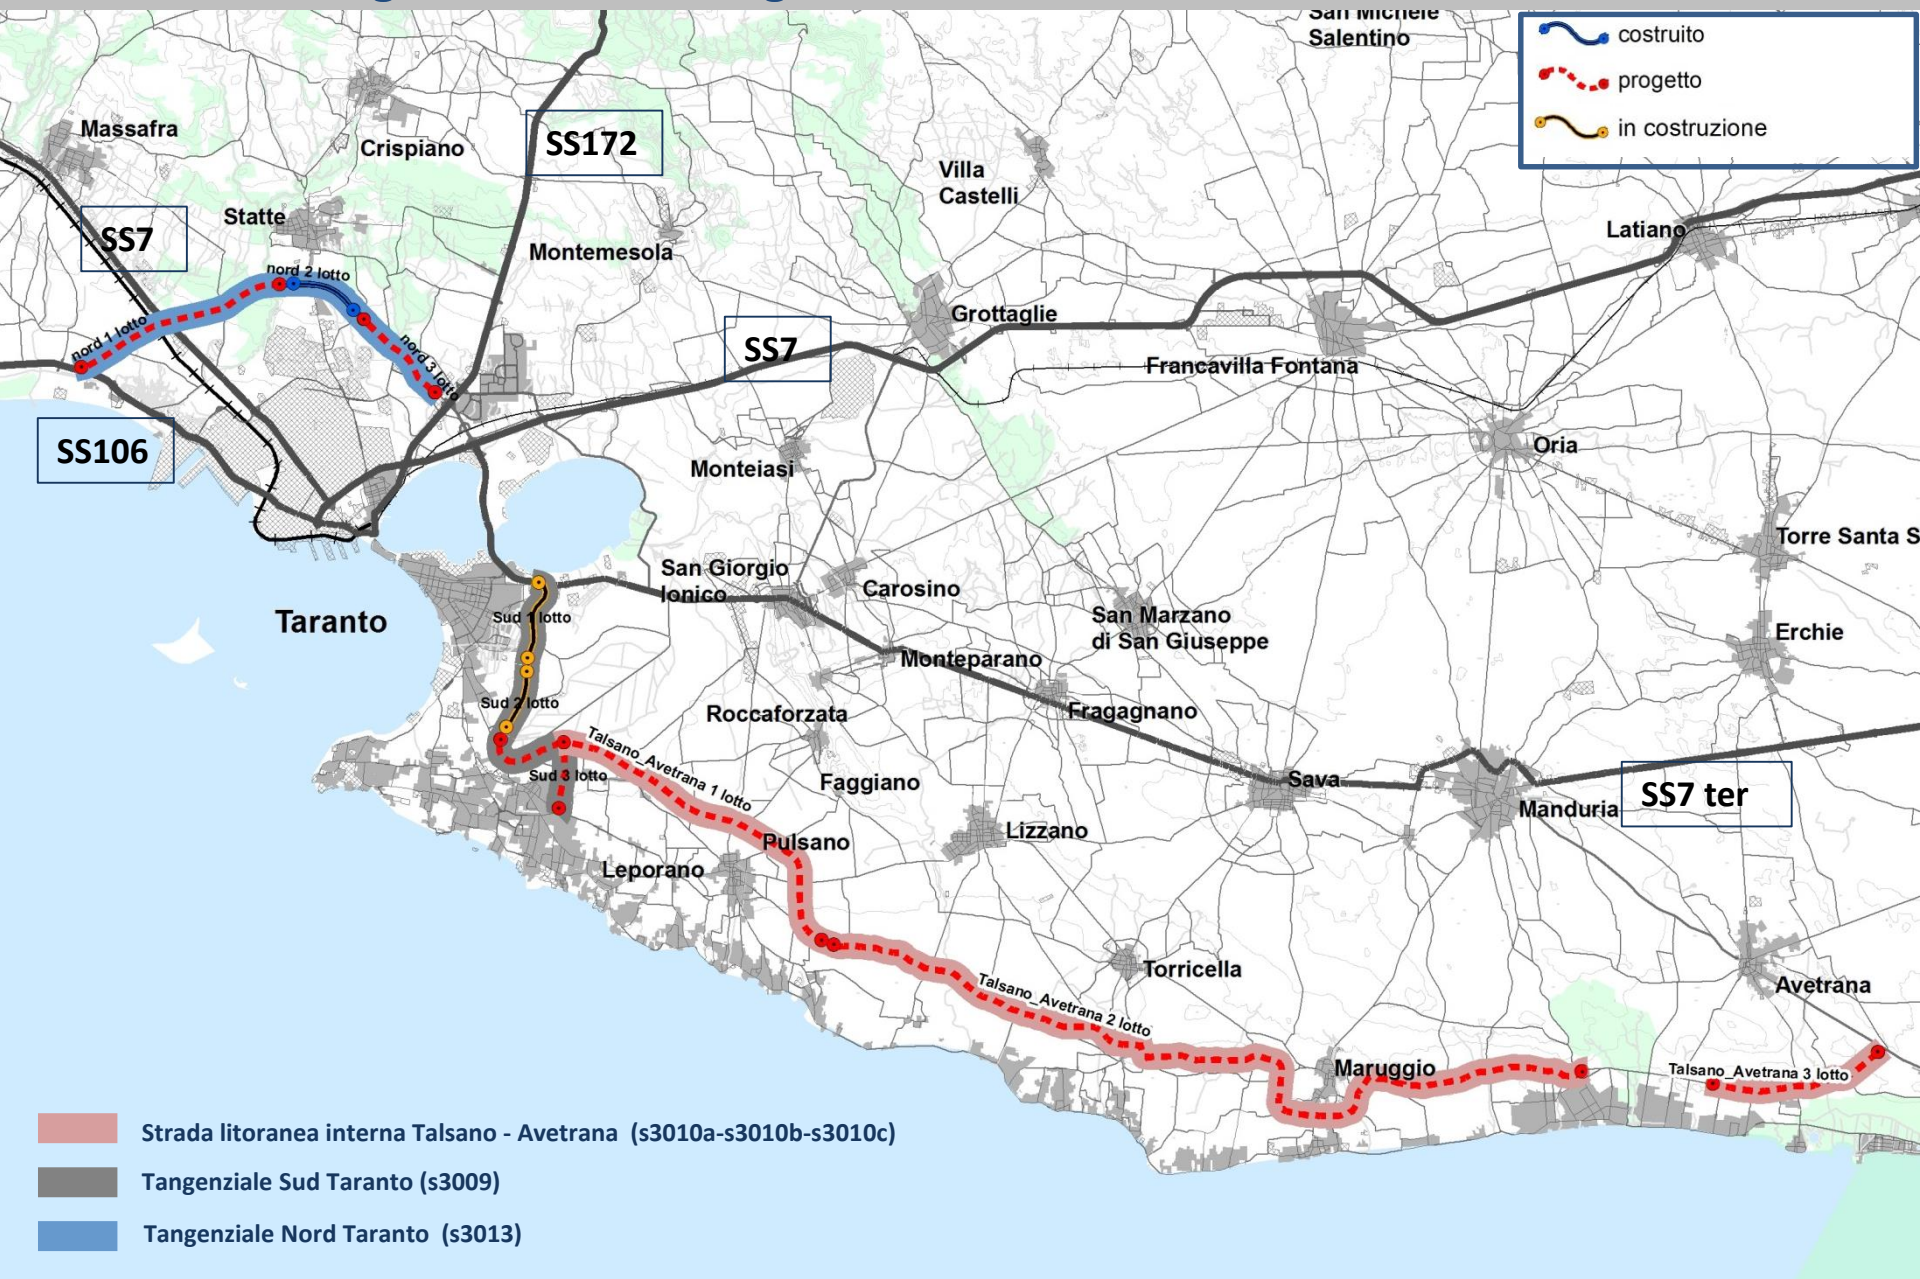 San Michele
Salentino
costruito
progetto
in costruzione
Massafra
Crispiano
SS172
Villa
Castelli
Statte
SS7
Montemesola
Latiano
nord 2 lotto
nord 1 lotto
nord 3 lotto
Grottaglie
SS7
Francavilla Fontana
SS106
Monteiasi
Oria
Torre Santa S
San Giorgio
Ionico
Carosino
Taranto
Sud 1 lotto
San Marzano
di San Giuseppe
Erchie
Monteparano
Sud 2 lotto
Roccaforzata
Fragagnano
Talsano_Avetrana 1 lotto
Sud 3 lotto
Faggiano
Sava
Manduria
SS7 ter
Pulsano
Lizzano
Leporano
Torricella
Avetrana
Talsano_Avetrana 2 lotto
Maruggio
Talsano_Avetrana 3 lotto
Strada litoranea interna Talsano - Avetrana (s3010a-s3010b-s3010c)
Tangenziale Sud Taranto (s3009)
Tangenziale Nord Taranto (s3013)